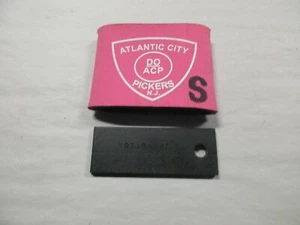 ATLANTIC CITY
DO
ACP
PICKERS
N.J.
S